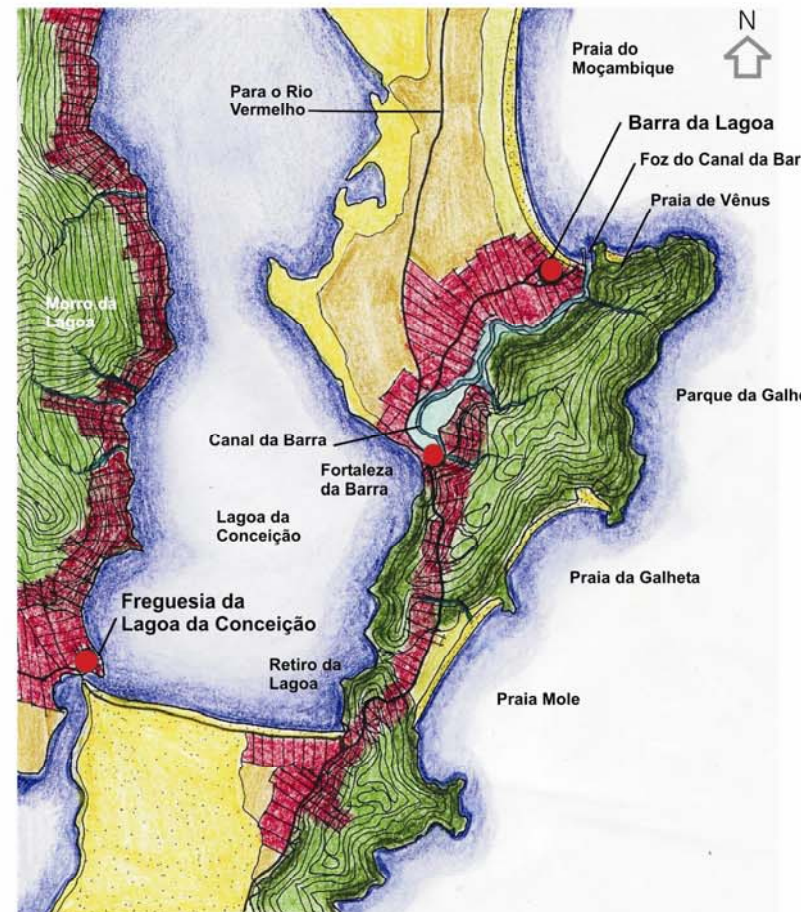 N
Praia do
Moçambique
Para o Rio
Vermelho
Barra da Lagoa
Foz do Canal da Bar
Praia de Vênus
Morro da
Lagoa
Parque da Galhe
Canal da Barra
Fortaleza
da Barra
Lagoa da
Conceição
Praia da Galheta
Freguesia da
Lagoa da Conceição
Retiro da
Lagoa
Praia Mole